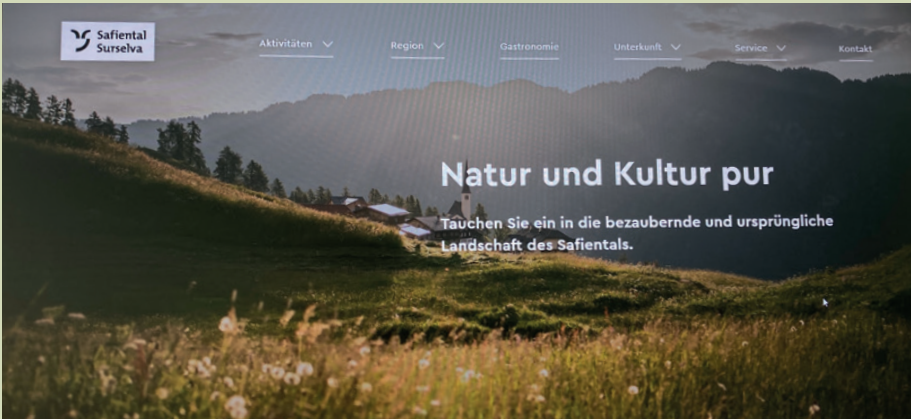 Safiental
Surselva
Aktivitäten
Region
Gastronomie
Unterkunft
Service
Kontakt
Natur und Kultur pur
Tauchen Sie ein in die bezaubernde und ursprüngliche
Landschaft des Safientals.